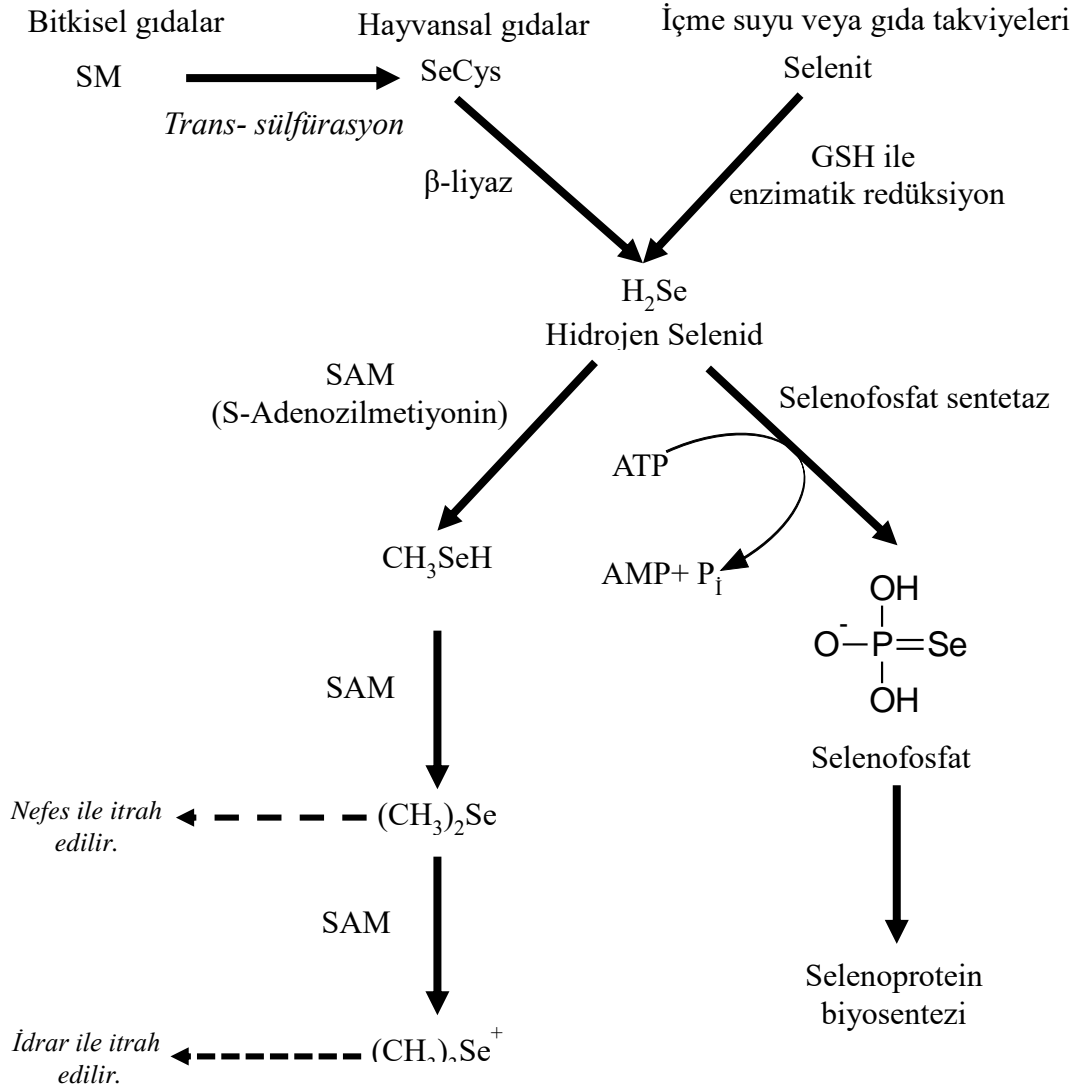 Bitkisel gıdalar
Hayvansal gıdalar
İçme suyu veya gıda takviyeleri
SM
SeCys
Selenit
Trans- sülfürasyon
β-liyaz
GSH ile
enzimatik redüksiyon
H₂Se
Hidrojen Selenid
SAM
(S-Adenozilmetiyonin)
Selenofosfat sentetaz
ATP
CH₃SeH
AMP+ Pİ
OH
O⁻—P=Se
OH
SAM
Selenofosfat
Nefes ile itrah
edilir.
(CH₃)₂Se
SAM
Selenoprotein
biyosentezi
İdrar ile itrah
edilir.
(CH₃)₃Se⁺